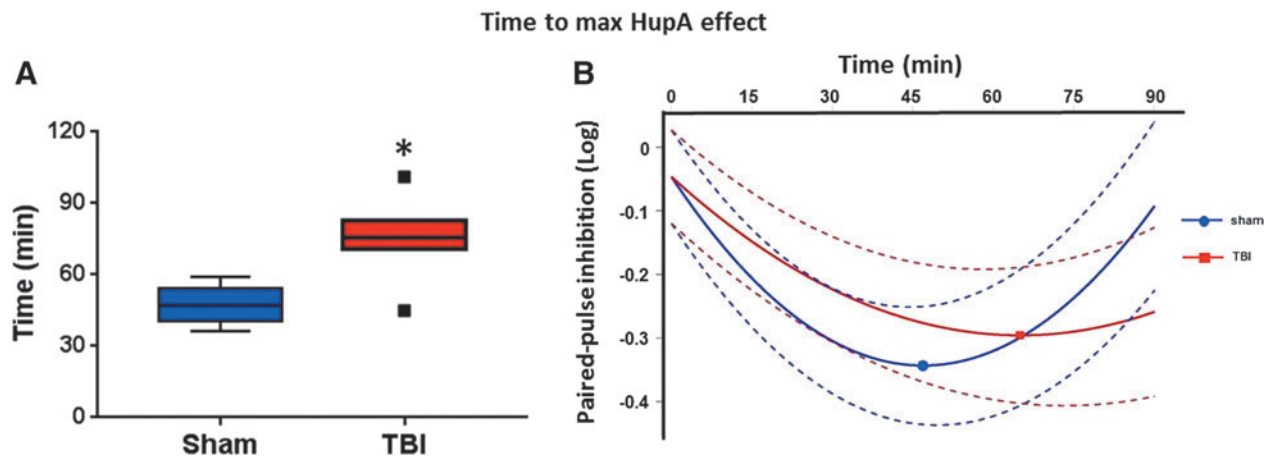 Time to max HupA effect
A
Time (min)
120
90
60
30
0
*
Sham
TBI
B
Time (min)
0
15
30
45
60
75
90
Paired-pulse inhibition (Log)
0
-0.1
-0.2
-0.3
-0.4
sham
TBI